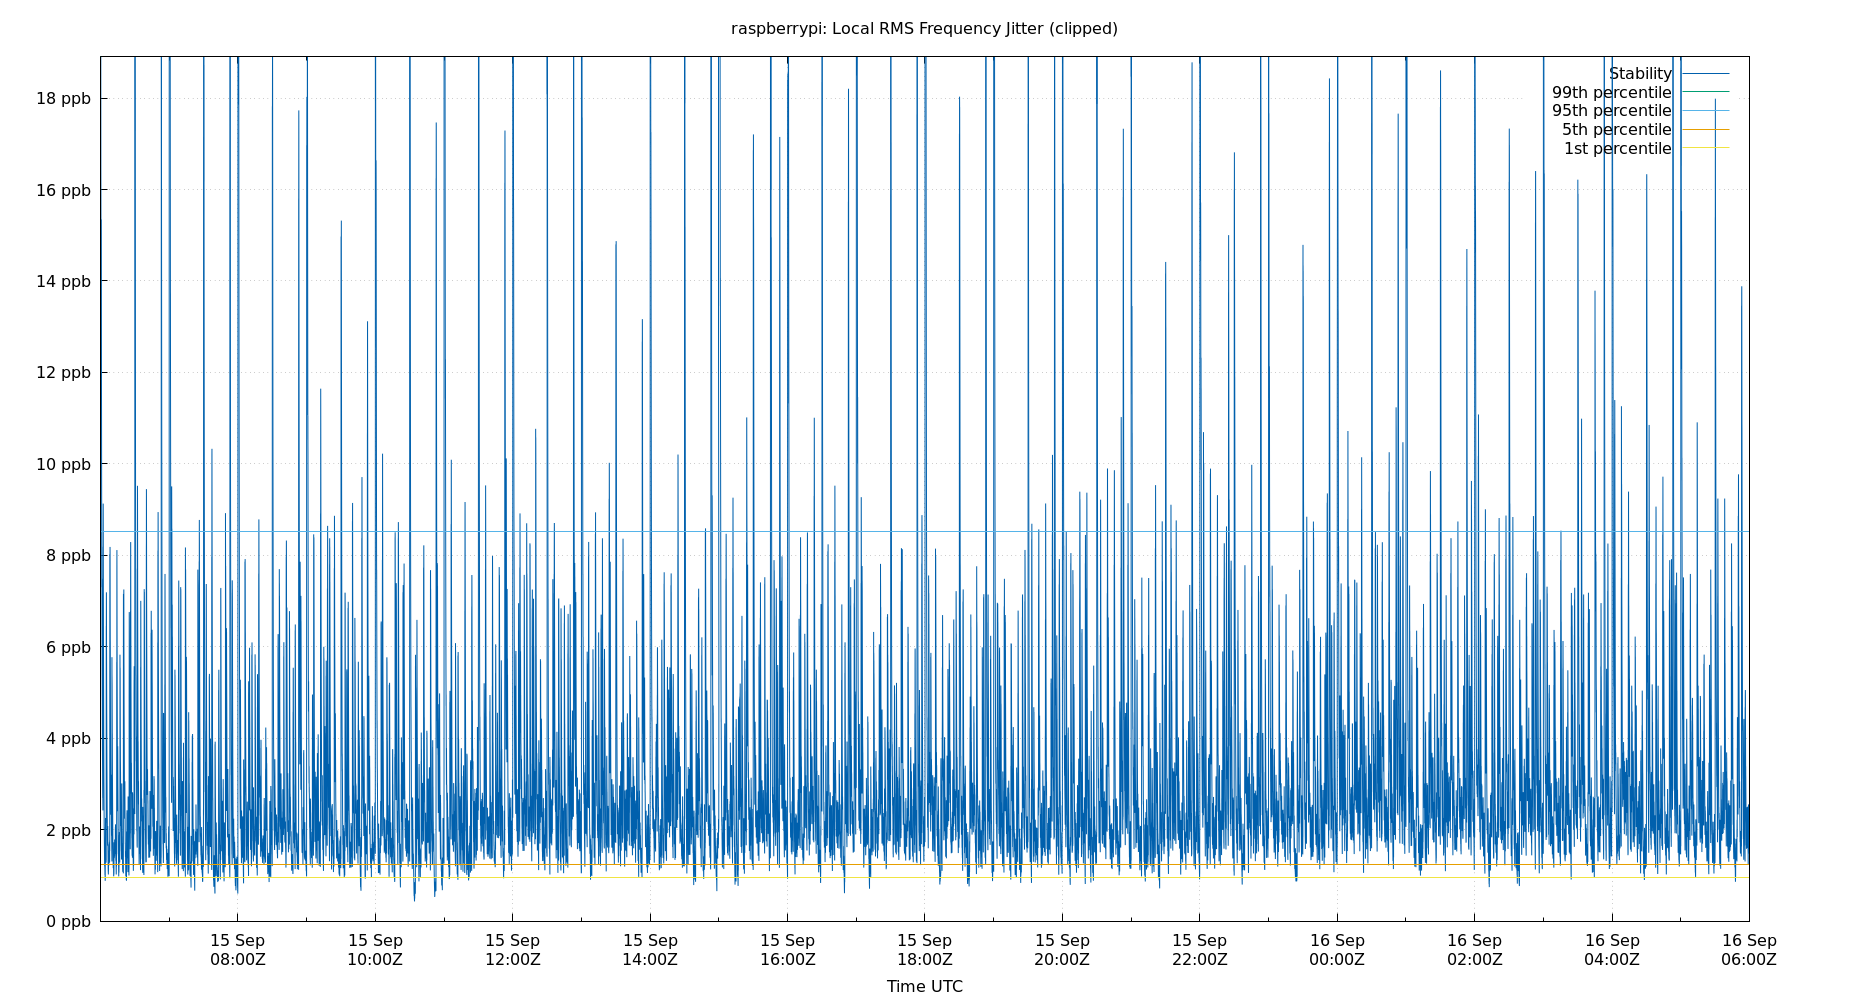 raspberrypi: Local RMS Frequency Jitter (clipped)
Stability
99th percentile
95th percentile
5th percentile
1st percentile
18 ppb
16 ppb
14 ppb
12 ppb
10 ppb
8 ppb
6 ppb
4 ppb
2 ppb
0 ppb
15 Sep 15 Sep 15 Sep 15 Sep 15 Sep 15 Sep 15 Sep 15 Sep 16 Sep 16 Sep 16 Sep 16 Sep
08:00Z 10:00Z 12:00Z 14:00Z 16:00Z 18:00Z 20:00Z 22:00Z 00:00Z 02:00Z 04:00Z 06:00Z
Time UTC